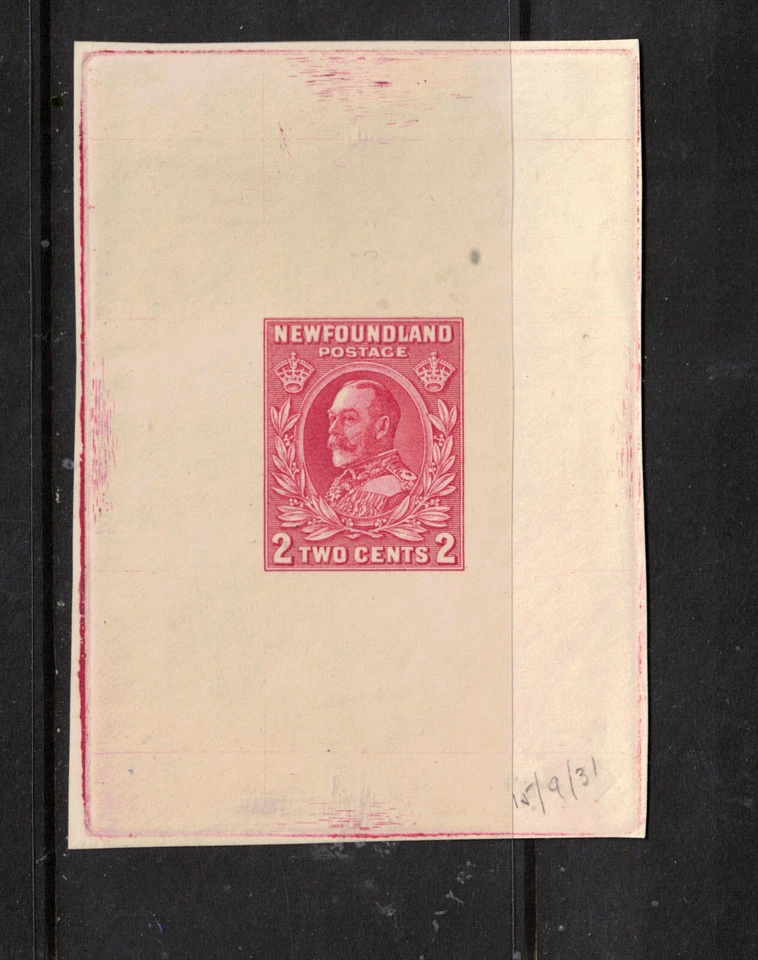 NEWFOUNDLAND
POSTAGE
2 TWO CENTS 2
15/9/31